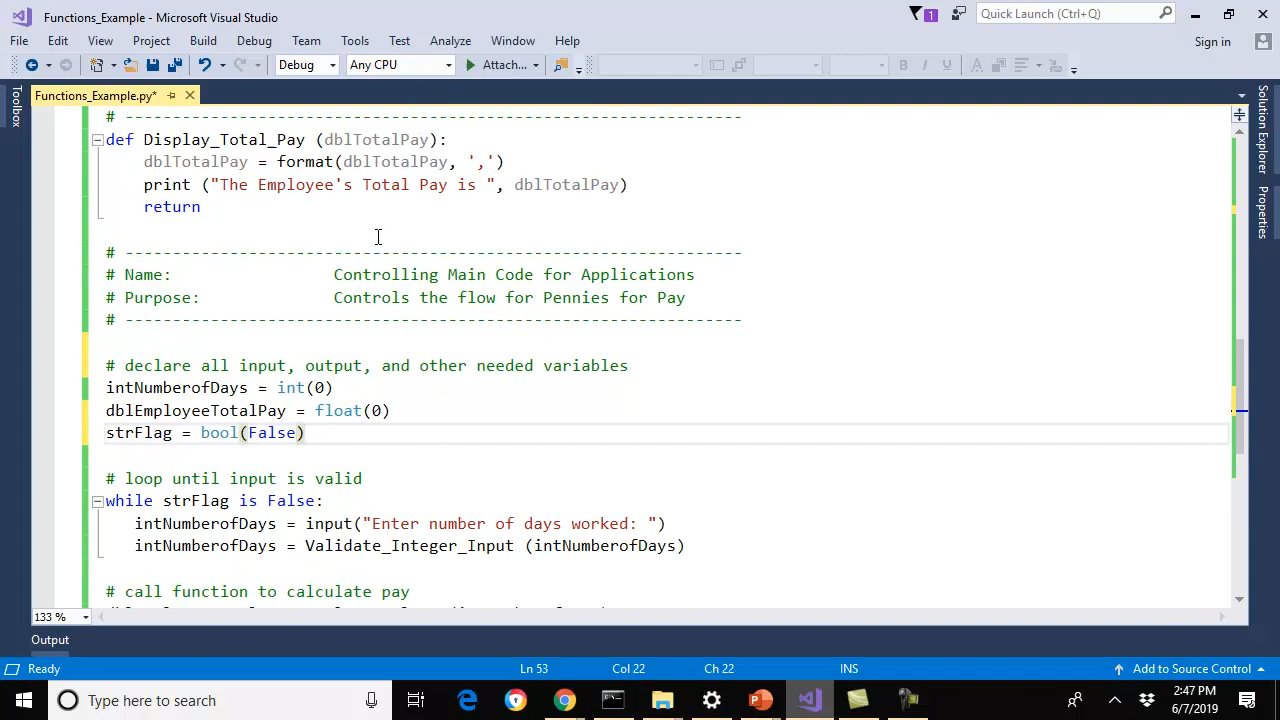 Functions_Example - Microsoft Visual Studio
1
Quick Launch (Ctrl+Q)
File Edit View Project Build Debug Team Tools Test Analyze Window Help
Sign in
Debug Any CPU Attach...
Functions_Example.py*
Toolbox
Solution Explorer
Properties
# -----------------------------------------------------------------
def Display_Total_Pay (dblTotalPay):
dblTotalPay = format(dblTotalPay, ',')
print ("The Employee's Total Pay is ", dblTotalPay)
return
# -----------------------------------------------------------------
# Name: Controlling Main Code for Applications
# Purpose: Controls the flow for Pennies for Pay
# -----------------------------------------------------------------
# declare all input, output, and other needed variables
intNumberofDays = int(0)
dblEmployeeTotalPay = float(0)
strFlag = bool(False)
# loop until input is valid
while strFlag is False:
intNumberofDays = input("Enter number of days worked: ")
intNumberofDays = Validate_Integer_Input (intNumberofDays)
# call function to calculate pay
133 %
Output
Ready Ln 53 Col 22 Ch 22 INS Add to Source Control
Type here to search
2:47 PM
6/7/2019